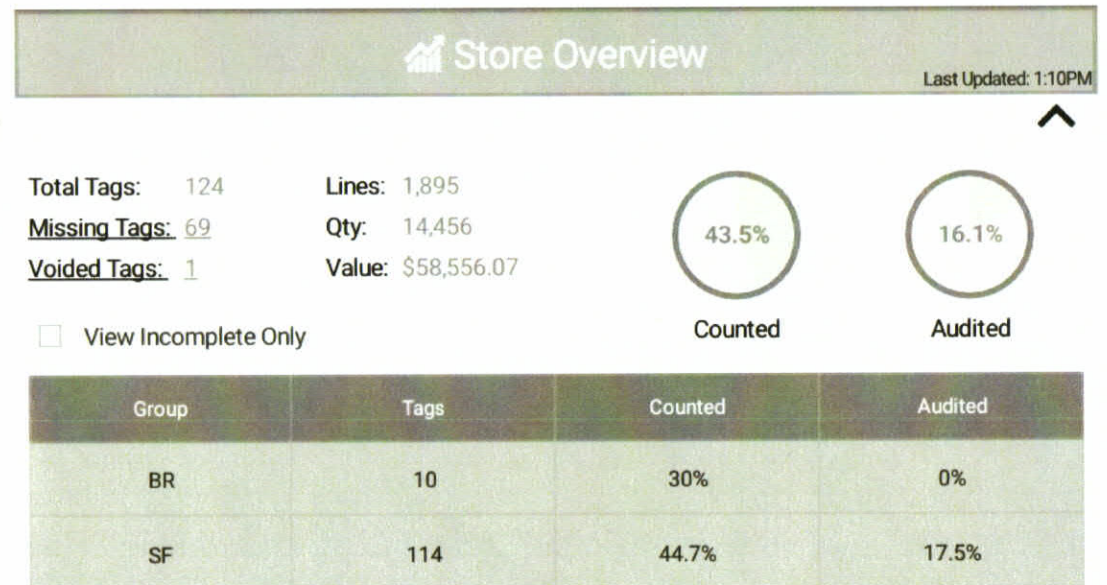 Store Overview
Last Updated: 1:10PM
Total Tags: 124
Missing Tags: 69
Voided Tags: 1
Lines: 1,895
Qty: 14,456
Value: $58,556.07
43.5%
Counted
16.1%
Audited
View Incomplete Only
Group Tags Counted Audited
BR 10 30% 0%
SF 114 44.7% 17.5%